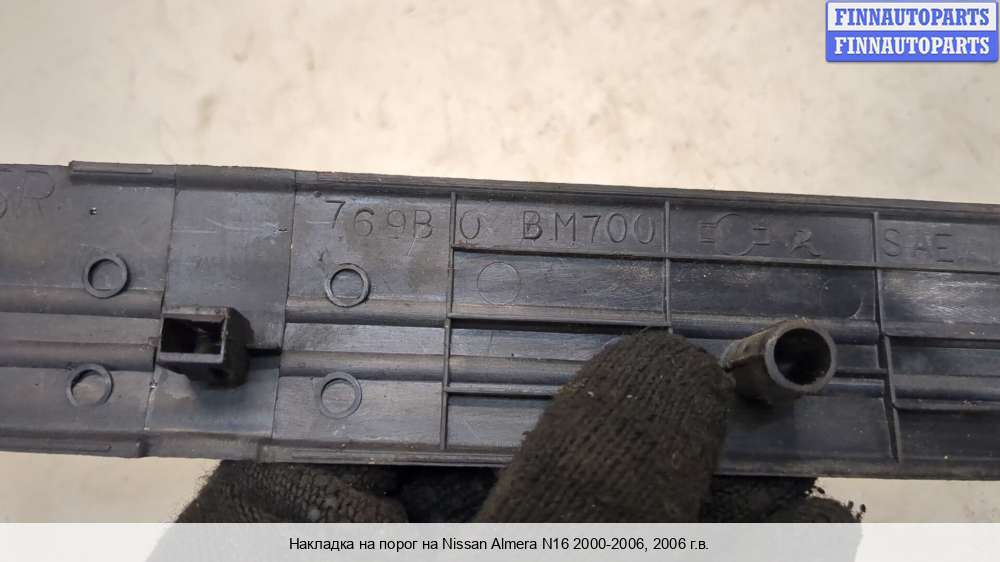 FINNAUTOPARTS
FINNAUTOPARTS
769B0 BM700
SAE
Накладка на порог на Nissan Almera N16 2000-2006, 2006 г.в.